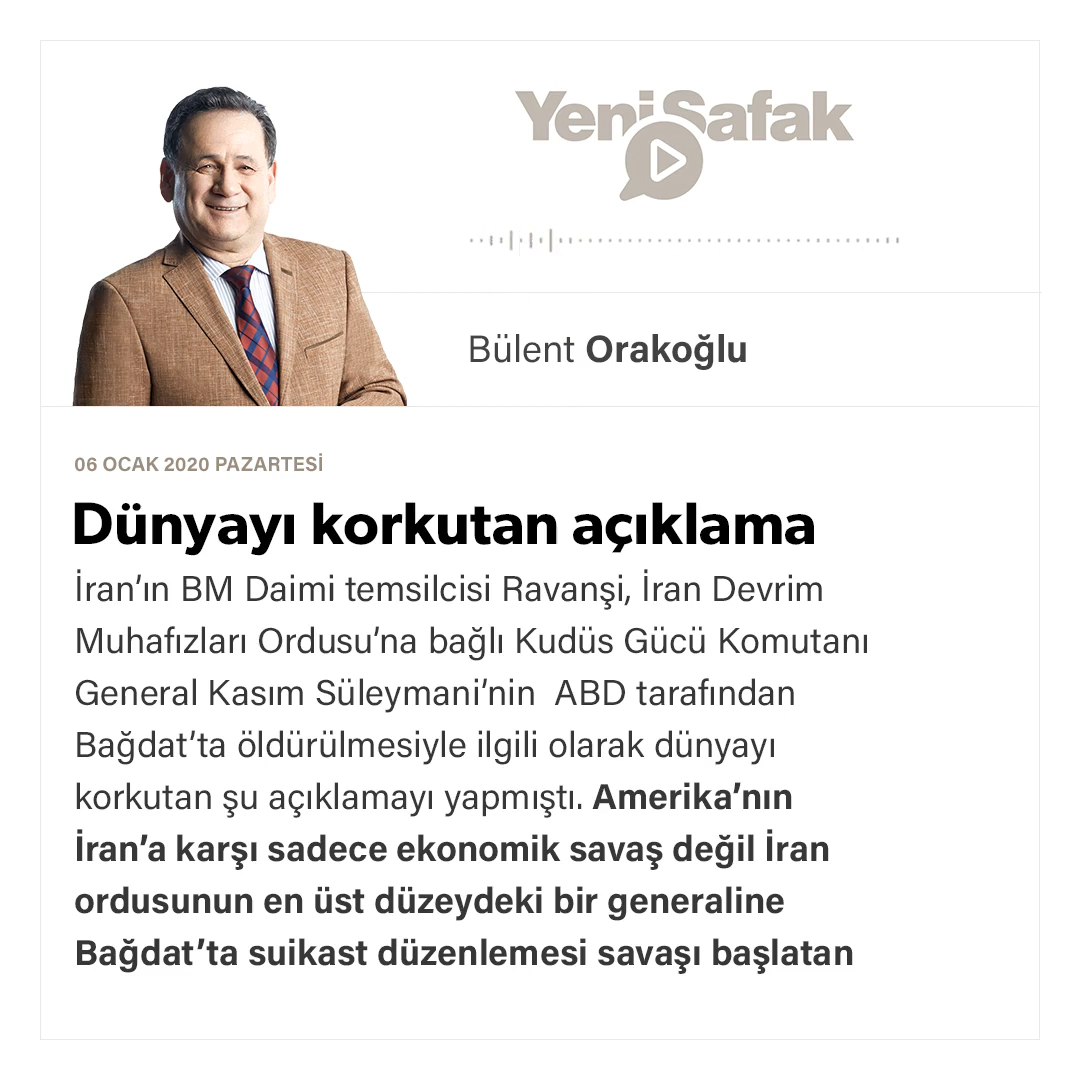 Yeni Safak
Bülent Orakoğlu
06 OCAK 2020 PAZARTESİ
Dünyayı korkutan açıklama
İran’ın BM Daimi temsilcisi Ravanşi, İran Devrim
Muhafızları Ordusu’na bağlı Kudüs Gücü Komutanı
General Kasım Süleymani’nin  ABD tarafından
Bağdat’ta öldürülmesiyle ilgili olarak dünyayı
korkutan şu açıklamayı yapmıştı. Amerika’nın
İran’a karşı sadece ekonomik savaş değil İran
ordusunun en üst düzeydeki bir generaline
Bağdat’ta suikast düzenlemesi savaşı başlatan